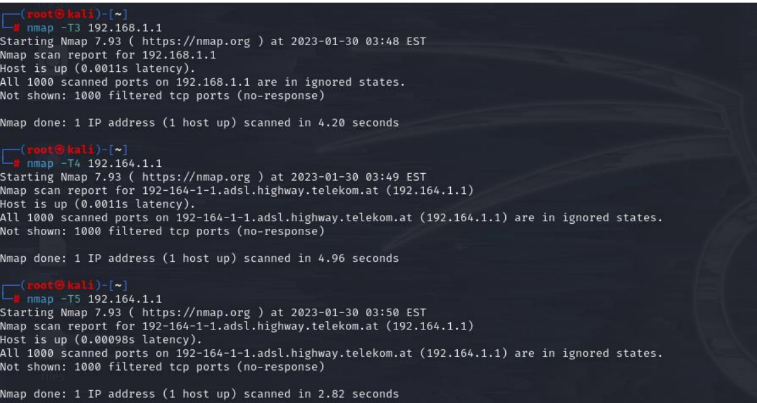 ┌──(root㉿kali)-[~]
└─# nmap -T3 192.168.1.1
Starting Nmap 7.93 ( https://nmap.org ) at 2023-01-30 03:48 EST
Nmap scan report for 192.168.1.1
Host is up (0.0011s latency).
All 1000 scanned ports on 192.168.1.1 are in ignored states.
Not shown: 1000 filtered tcp ports (no-response)
Nmap done: 1 IP address (1 host up) scanned in 4.20 seconds
┌──(root㉿kali)-[~]
└─# nmap -T4 192.164.1.1
Starting Nmap 7.93 ( https://nmap.org ) at 2023-01-30 03:49 EST
Nmap scan report for 192-164-1-1.adsl.highway.telekom.at (192.164.1.1)
Host is up (0.0011s latency).
All 1000 scanned ports on 192-164-1-1.adsl.highway.telekom.at (192.164.1.1) are in ignored states.
Not shown: 1000 filtered tcp ports (no-response)
Nmap done: 1 IP address (1 host up) scanned in 4.96 seconds
┌──(root㉿kali)-[~]
└─# nmap -T5 192.164.1.1
Starting Nmap 7.93 ( https://nmap.org ) at 2023-01-30 03:50 EST
Nmap scan report for 192-164-1-1.adsl.highway.telekom.at (192.164.1.1)
Host is up (0.00098s latency).
All 1000 scanned ports on 192-164-1-1.adsl.highway.telekom.at (192.164.1.1) are in ignored states.
Not shown: 1000 filtered tcp ports (no-response)
Nmap done: 1 IP address (1 host up) scanned in 2.82 seconds